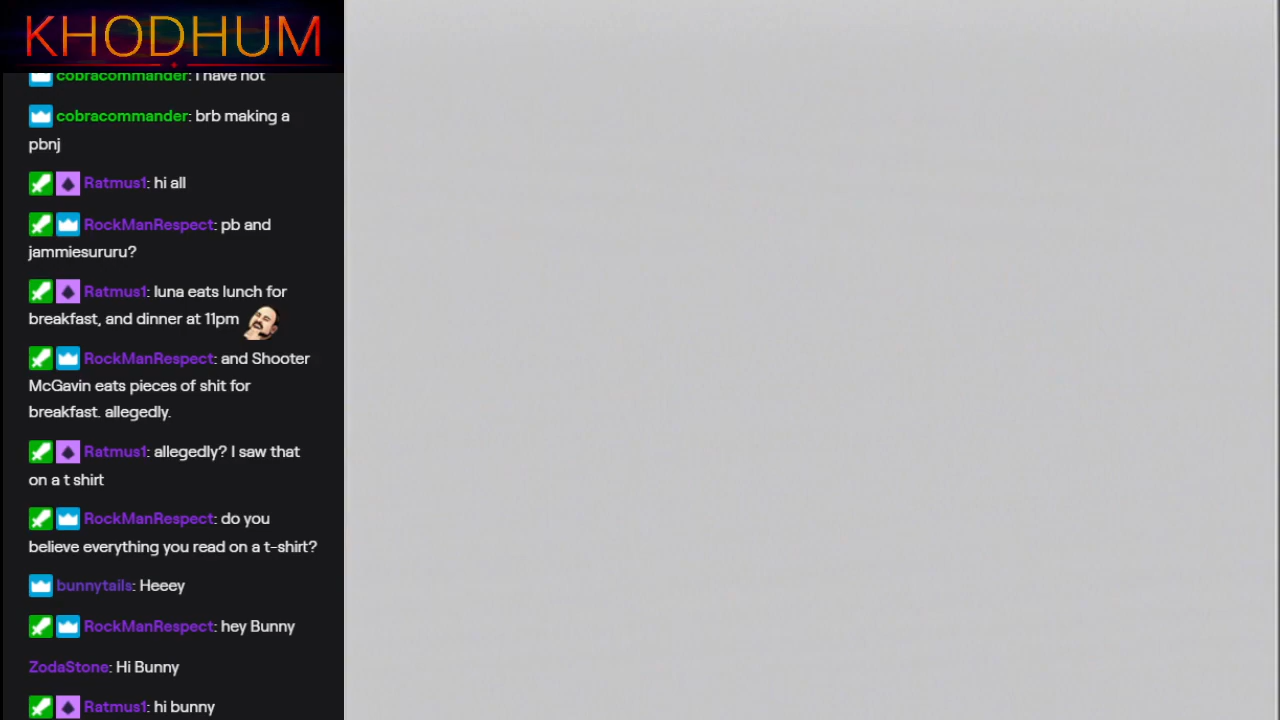 KHODHUM
cobracommander: I have not
cobracommander: brb making a
pbnj
Ratmus1: hi all
RockManRespect: pb and
jammiesururu?
Ratmus1: luna eats lunch for
breakfast, and dinner at 11pm
RockManRespect: and Shooter
McGavin eats pieces of shit for
breakfast. allegedly.
Ratmus1: allegedly? I saw that
on a t shirt
RockManRespect: do you
believe everything you read on a t-shirt?
bunnytails: Heeey
RockManRespect: hey Bunny
ZodaStone: Hi Bunny
Ratmus1: hi bunny